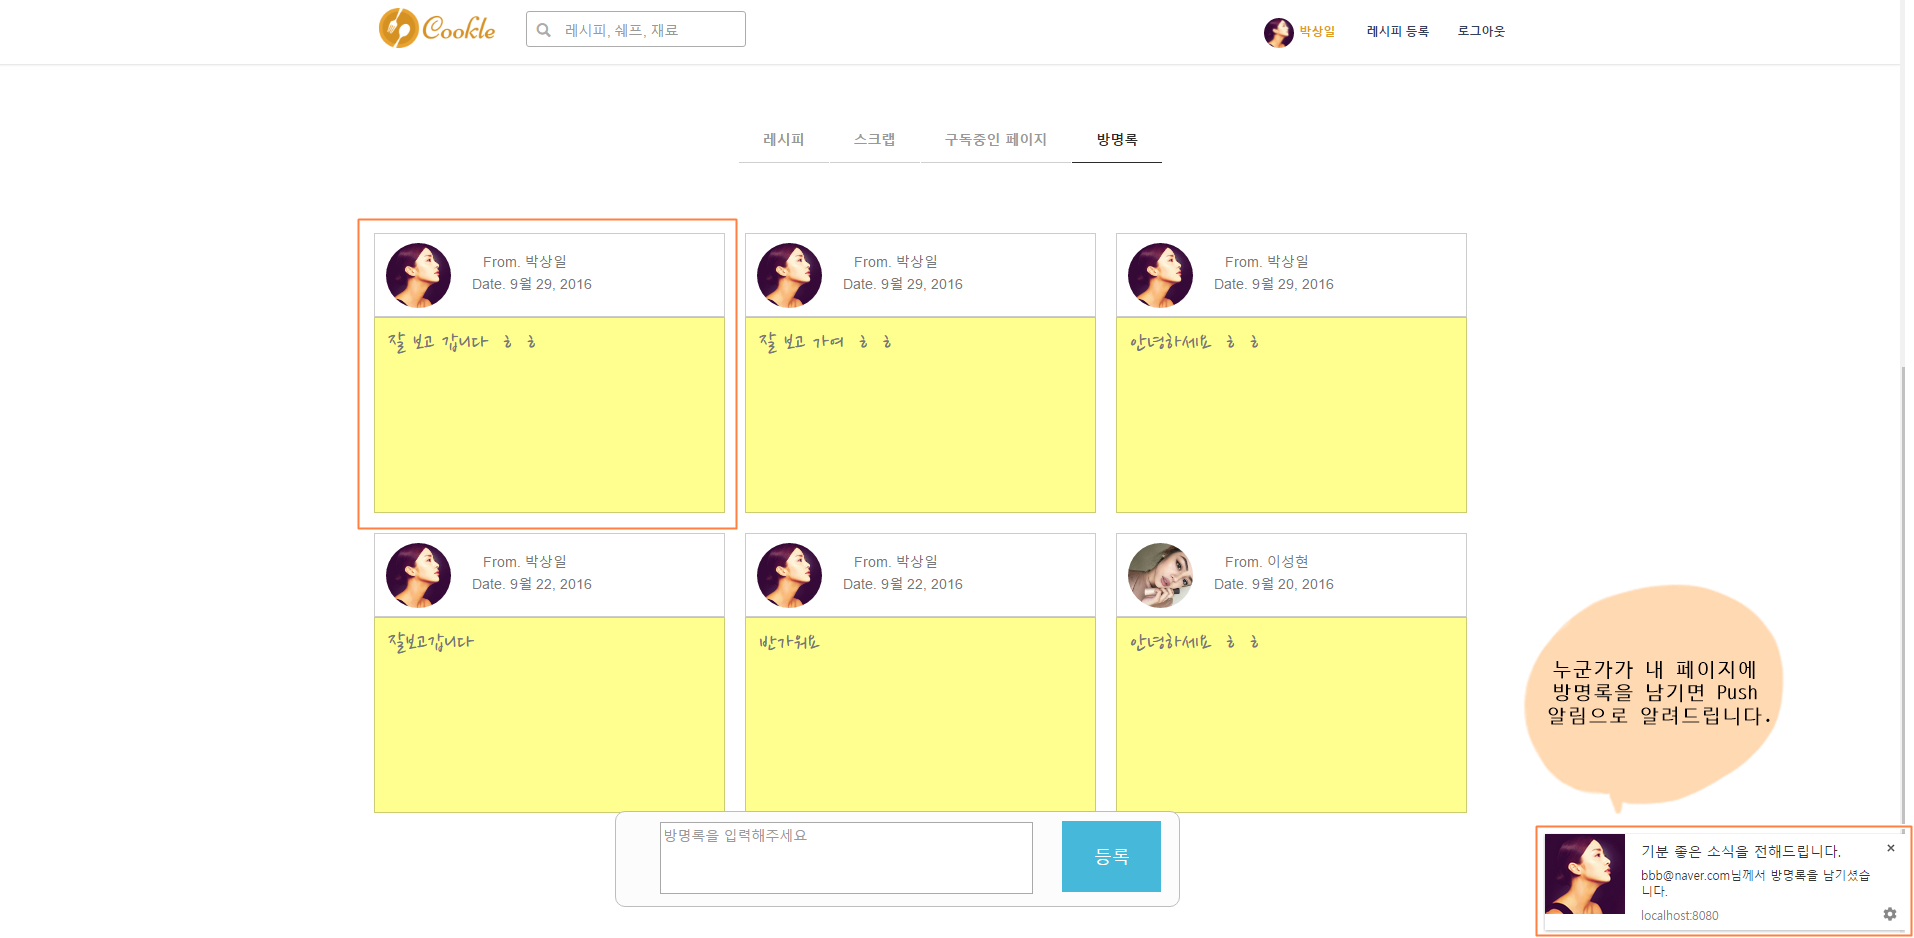 Cookle
레시피, 쉐프, 재료
박상일
레시피 등록
로그아웃
레시피
스크랩
구독중인 페이지
방명록
From. 박상일
Date. 9월 29, 2016
잘 보고 갑니다 ㅎ ㅎ
From. 박상일
Date. 9월 29, 2016
잘 보고 가여 ㅎ ㅎ
From. 박상일
Date. 9월 29, 2016
안녕하세요 ㅎ ㅎ
From. 박상일
Date. 9월 22, 2016
잘보고갑니다
From. 박상일
Date. 9월 22, 2016
반가워요
From. 이성현
Date. 9월 20, 2016
안녕하세요 ㅎ ㅎ
누군가가 내 페이지에
방명록을 남기면 Push
알림으로 알려드립니다.
방명록을 입력해주세요
등록
기분 좋은 소식을 전해드립니다.
bbb@naver.com님께서 방명록을 남기셨습
니다.
localhost:8080